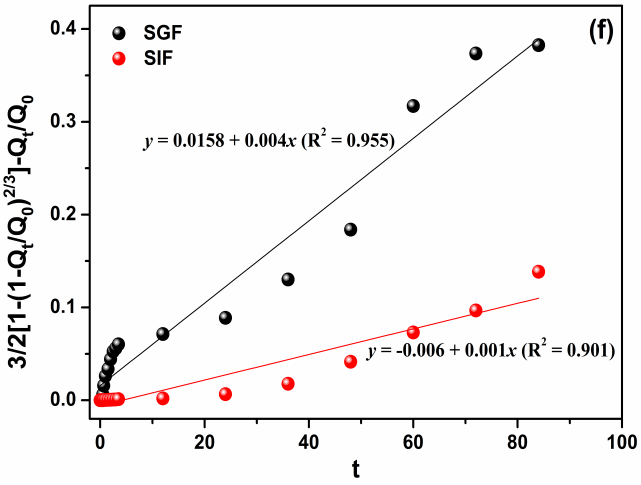 (f)
SGF
SIF
y = 0.0158 + 0.004x (R² = 0.955)
y = -0.006 + 0.001x (R² = 0.901)
3/2[1-(1-Qₜ/Q₀)²ᐟ³]-Qₜ/Q₀
0.4
0.3
0.2
0.1
0.0
0 20 40 60 80 100
t